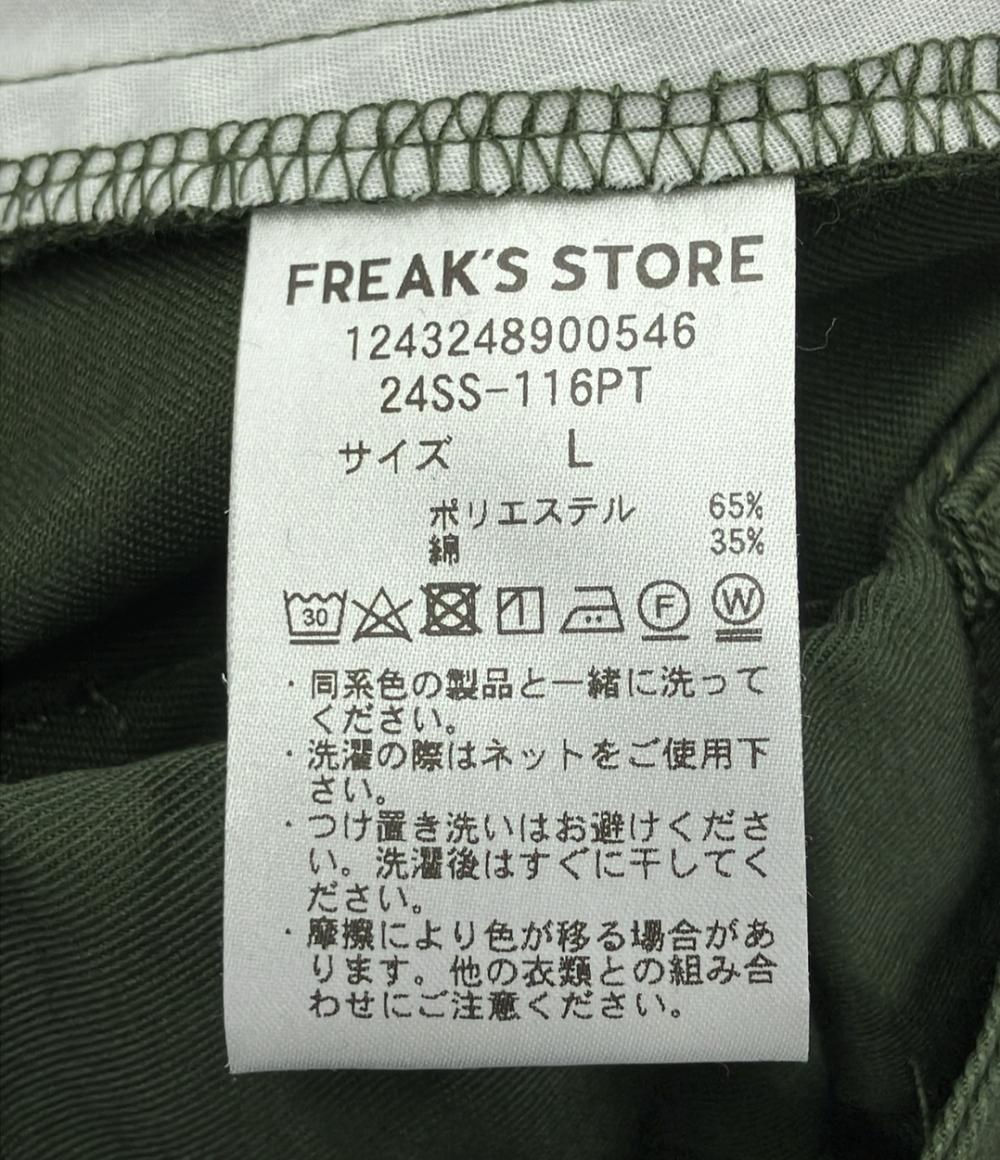 FREAK'S STORE
1243248900546
24SS-116PT
サイズ L
ポリエステル 65%
綿 35%
30 F W
・同系色の製品と一緒に洗って
ください。
・洗濯の際はネットをご使用下
さい。
・つけ置き洗いはお避けくださ
い。洗濯後はすぐに干してく
ださい。
・摩擦により色が移る場合があ
ります。他の衣類との組み合
わせにご注意ください。